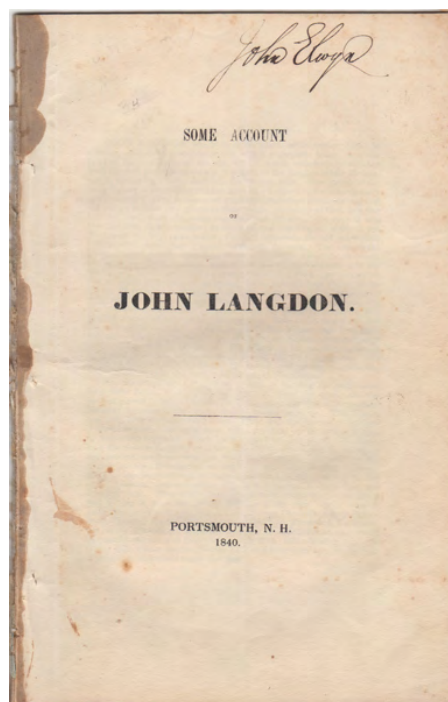 John Elwyn
SOME ACCOUNT
OF
JOHN LANGDON.
PORTSMOUTH, N. H.
1840.